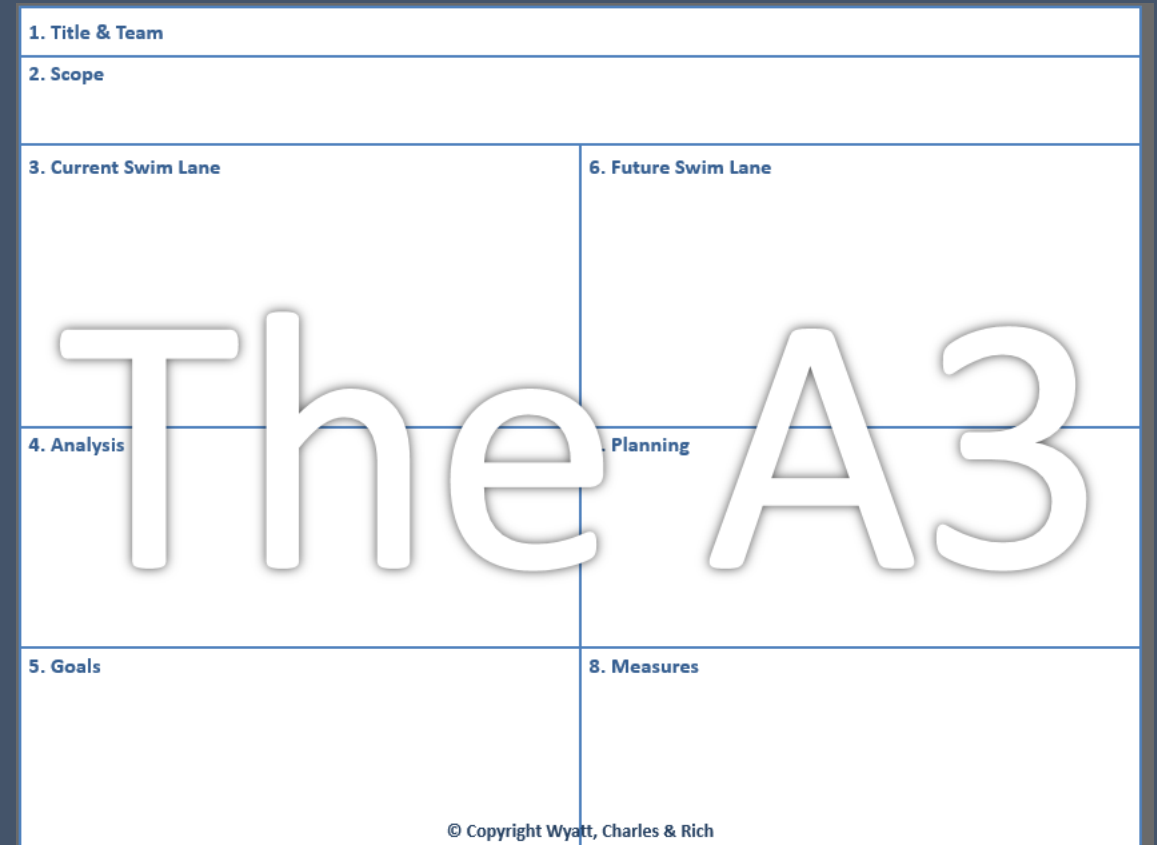 1. Title & Team
2. Scope
3. Current Swim Lane
6. Future Swim Lane
The A3
4. Analysis
. Planning
5. Goals
8. Measures
© Copyright Wyatt, Charles & Rich